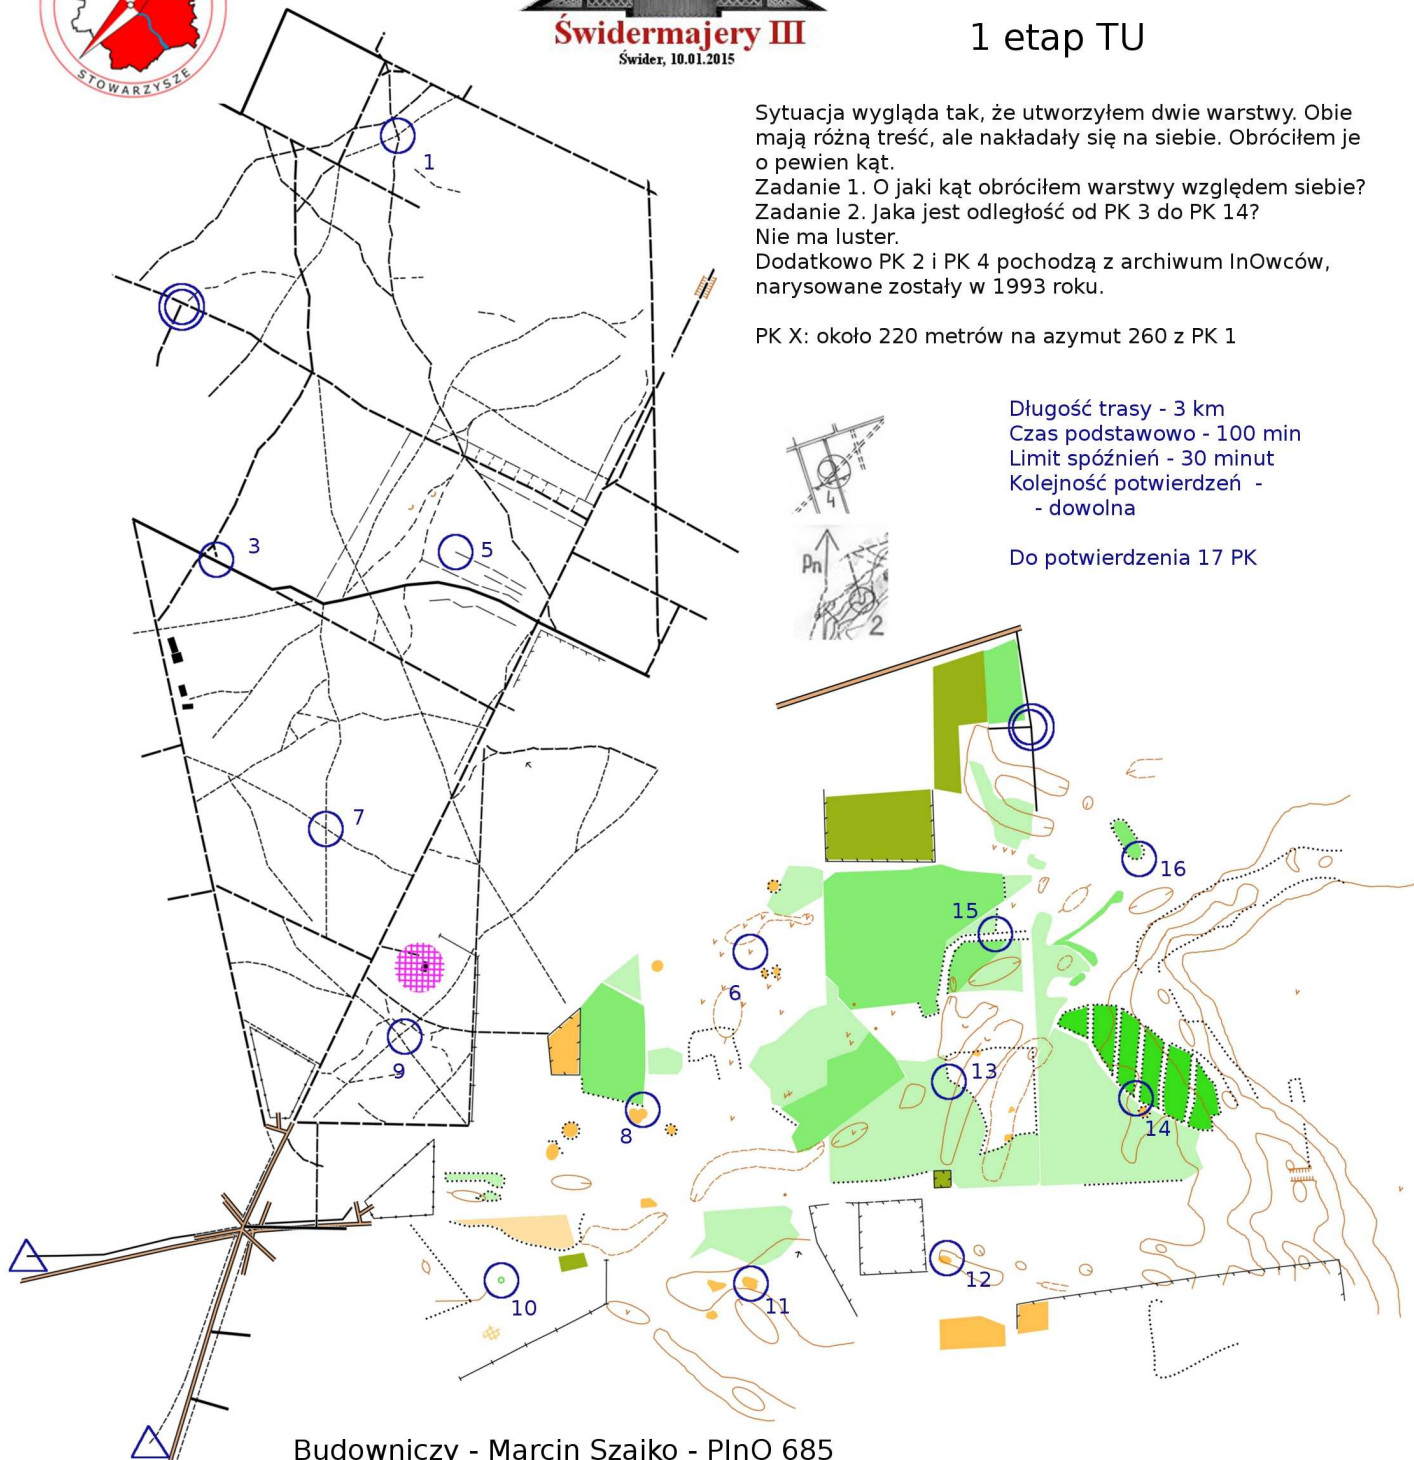 STOWARZYSZE
Świdermajery III
Świder, 10.01.2015
1 etap TU
Sytuacja wygląda tak, że utworzyłem dwie warstwy. Obie
mają różną treść, ale nakładały się na siebie. Obróciłem je
o pewien kąt.
Zadanie 1. O jaki kąt obróciłem warstwy względem siebie?
Zadanie 2. Jaka jest odległość od PK 3 do PK 14?
Nie ma luster.
Dodatkowo PK 2 i PK 4 pochodzą z archiwum InOwców,
narysowane zostały w 1993 roku.
PK X: około 220 metrów na azymut 260 z PK 1
Długość trasy - 3 km
Czas podstawowo - 100 min
Limit spóźnień - 30 minut
Kolejność potwierdzeń -
- dowolna
Do potwierdzenia 17 PK
1
4
Pn
2
3
5
7
16
15
6
9
13
8
14
12
10
11
Budowniczy - Marcin Szajko - PInO 685